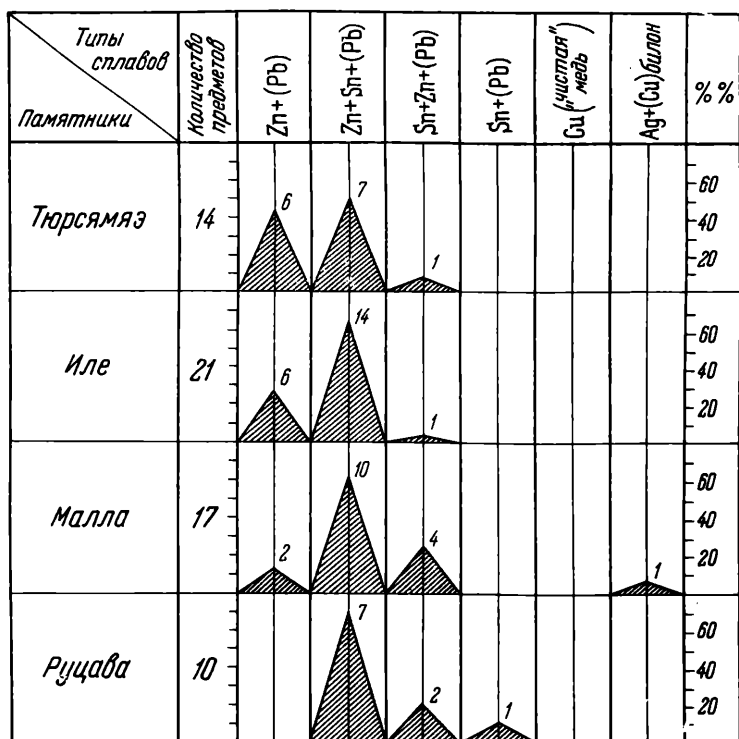 Типы
сплавов
Памятники
Количество
предметов
Zn+(Pb)
Zn+Sn+(Pb)
Sn+Zn+(Pb)
Sn+(Pb)
Cu("чистая" медь)
Ag+(Cu)билон
% %
Тюрсямяэ
14
6
7
1
60
40
20
Иле
21
6
14
1
60
40
20
Малла
17
2
10
4
1
60
40
20
Руцава
10
7
2
1
60
40
20